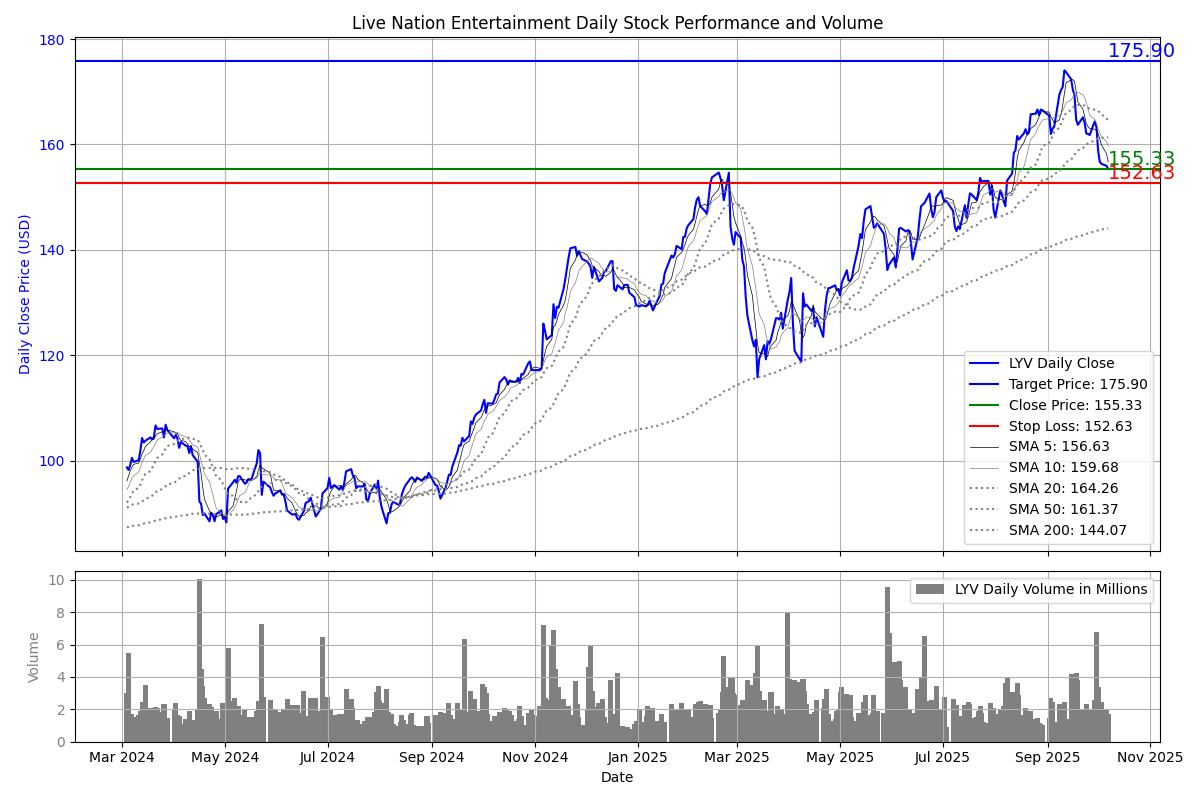 Live Nation Entertainment Daily Stock Performance and Volume
180
160
140
120
100
Daily Close Price (USD)
175.90
155.33
152.63
LYV Daily Close
Target Price: 175.90
Close Price: 155.33
Stop Loss: 152.63
SMA 5: 156.63
SMA 10: 159.68
SMA 20: 164.26
SMA 50: 161.37
SMA 200: 144.07
10
8
6
4
2
0
Volume
LYV Daily Volume in Millions
Mar 2024 May 2024 Jul 2024 Sep 2024 Nov 2024 Jan 2025 Mar 2025 May 2025 Jul 2025 Sep 2025 Nov 2025
Date